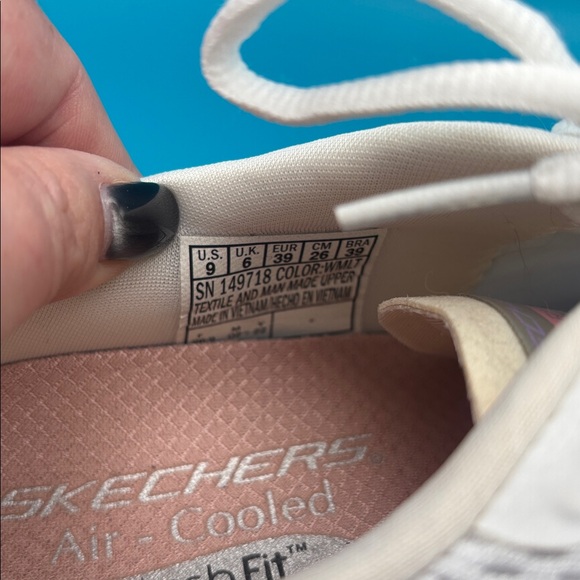 U.S. U.K. EUR CM BRA
9 6 39 26 39
SN 149718 COLOR:WMLT
TEXTILE AND MAN MADE UPPER
MADE IN VIETNAM/HECHO EN VIETNAM
SKECHERS
Air - Cooled
Fit™